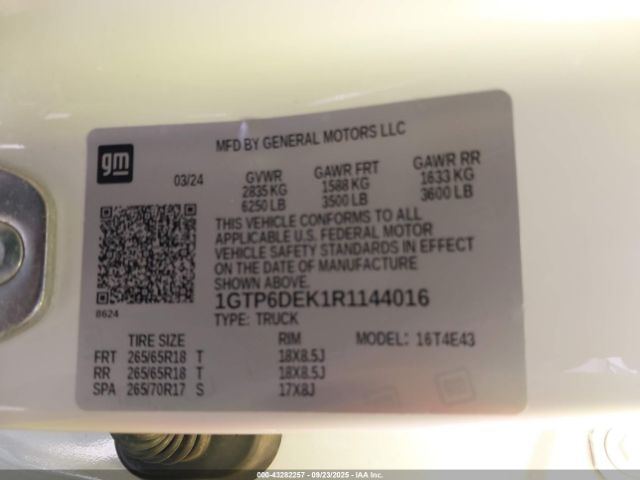 MFD BY GENERAL MOTORS LLC
gm
03/24
GVWR GAWR FRT GAWR RR
2835 KG 1588 KG 1633 KG
6250 LB 3500 LB 3600 LB
THIS VEHICLE CONFORMS TO ALL
APPLICABLE U.S. FEDERAL MOTOR
VEHICLE SAFETY STANDARDS IN EFFECT
ON THE DATE OF MANUFACTURE
SHOWN ABOVE.
8624
1GTP6DEK1R1144016
TYPE: TRUCK MODEL: 16T4E43
TIRE SIZE RIM
FRT 265/65R18 T 18X8.5J
RR 265/65R18 T 18X8.5J
SPA 265/70R17 S 17X8J
000-43282257 - 09/23/2025 - IAA Inc.